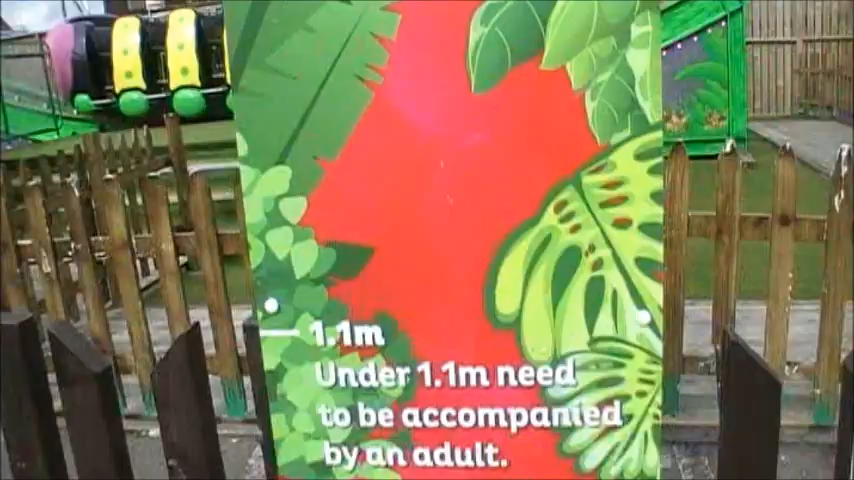 1.1m
Under 1.1m need
to be accompanied
by an adult.